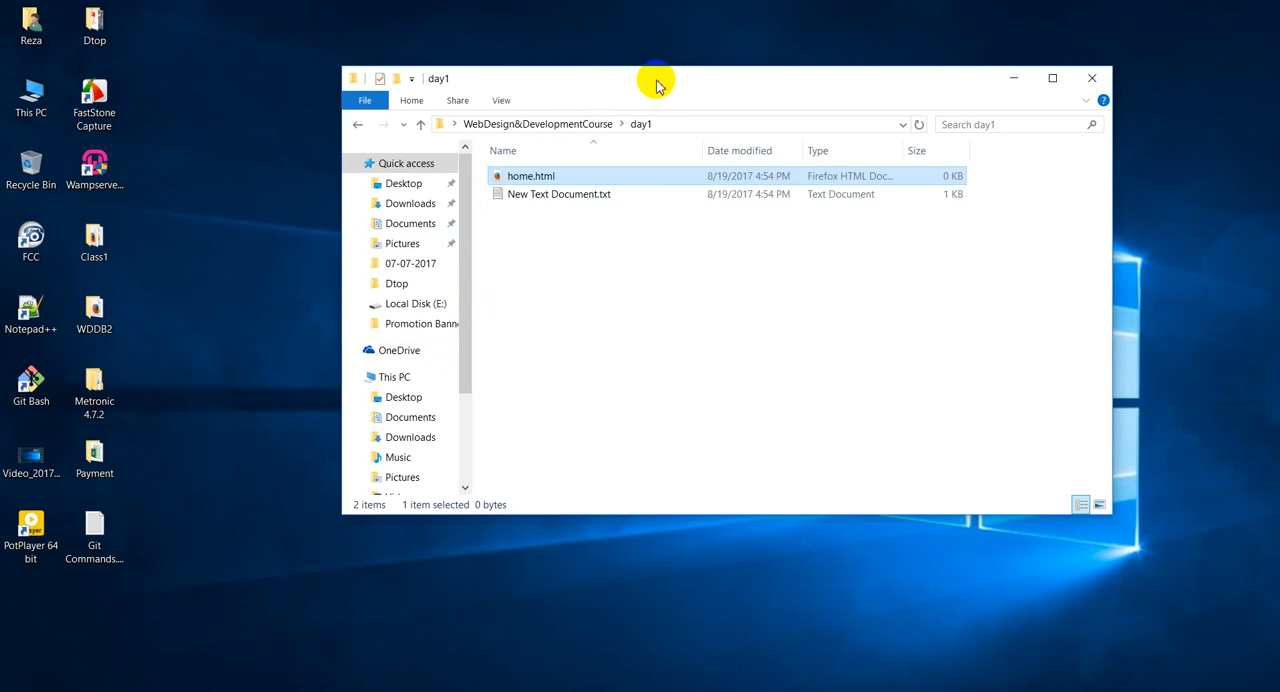 Reza
Dtop
This PC
FastStone
Capture
Recycle Bin
Wampserve...
FCC
Class1
Notepad++
WDDB2
Git Bash
Metronic
4.7.2
Video_2017...
Payment
PotPlayer 64
bit
Git
Commands....
day1
File Home Share View
WebDesign&DevelopmentCourse > day1
Search day1
Name Date modified Type Size
home.html 8/19/2017 4:54 PM Firefox HTML Doc... 0 KB
New Text Document.txt 8/19/2017 4:54 PM Text Document 1 KB
Quick access
Desktop
Downloads
Documents
Pictures
07-07-2017
Dtop
Local Disk (E:)
Promotion Bann
OneDrive
This PC
Desktop
Documents
Downloads
Music
Pictures
2 items 1 item selected 0 bytes